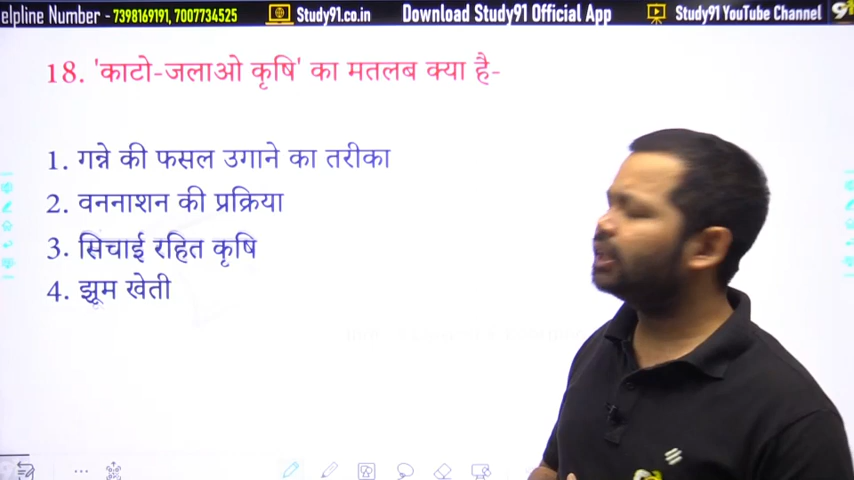 elpline Number - 7398169191, 7007734525 Study91.co.in Download Study91 Official App Study91 YouTube Channel 9
18. 'काटो-जलाओ कृषि' का मतलब क्या है-
1. गन्ने की फसल उगाने का तरीका
2. वननाशन की प्रक्रिया
3. सिंचाई रहित कृषि
4. झूम खेती